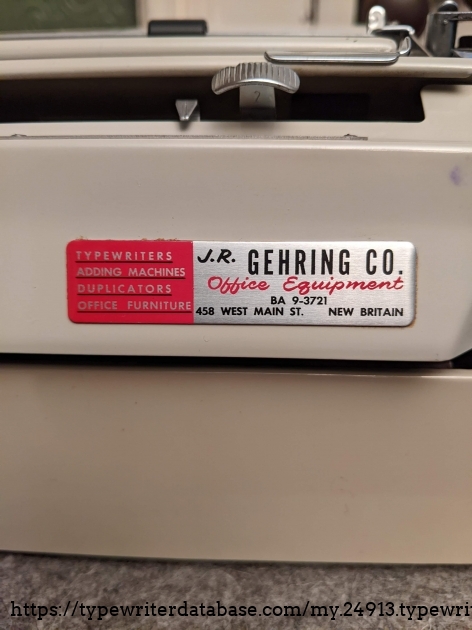 TYPEWRITERS
ADDING MACHINES
DUPLICATORS
OFFICE FURNITURE
J.R. GEHRING CO.
Office Equipment
BA 9-3721
458 WEST MAIN ST. NEW BRITAIN
https://typewriterdatabase.com/my.24913.typewri